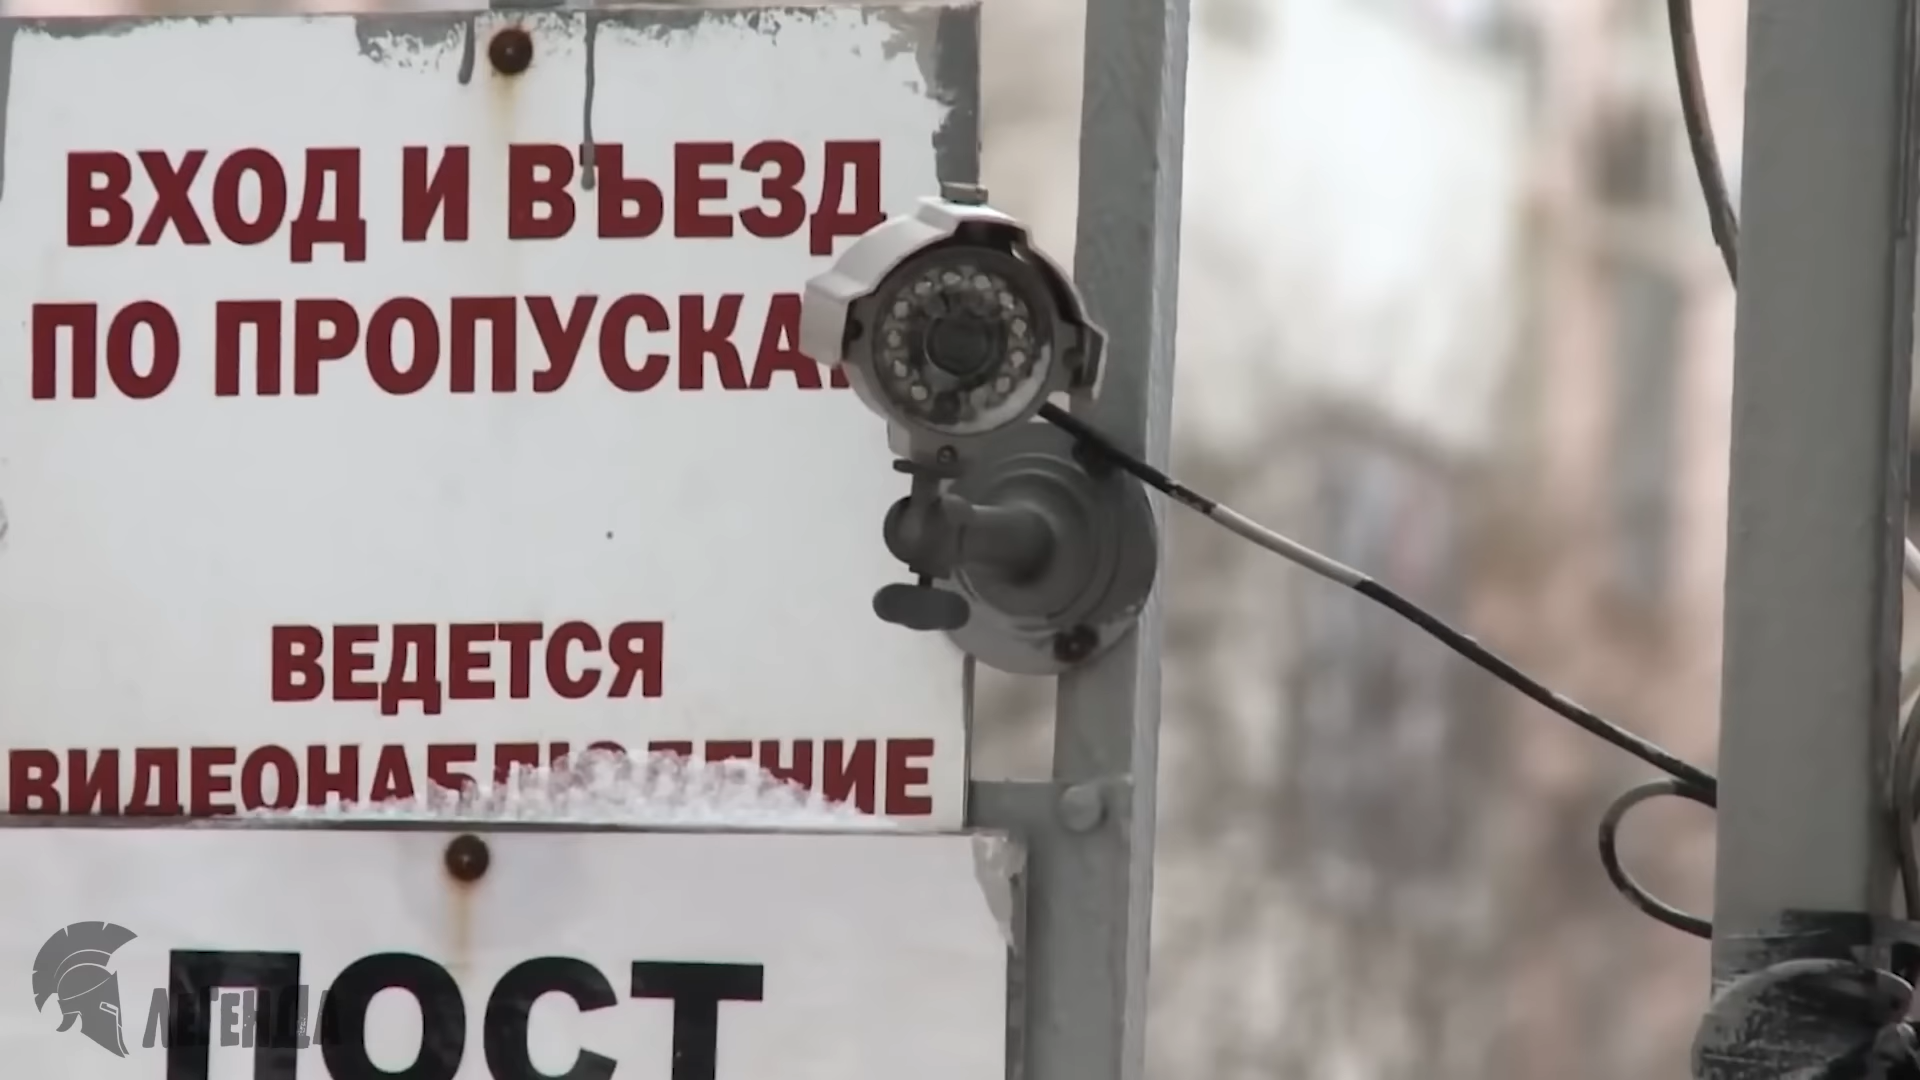 ВХОД И ВЪЕЗД
ПО ПРОПУСКА
ВЕДЕТСЯ
ВИДЕОНАБЛЮДЕНИЕ
ПОСТ
ЛЕГЕНДА